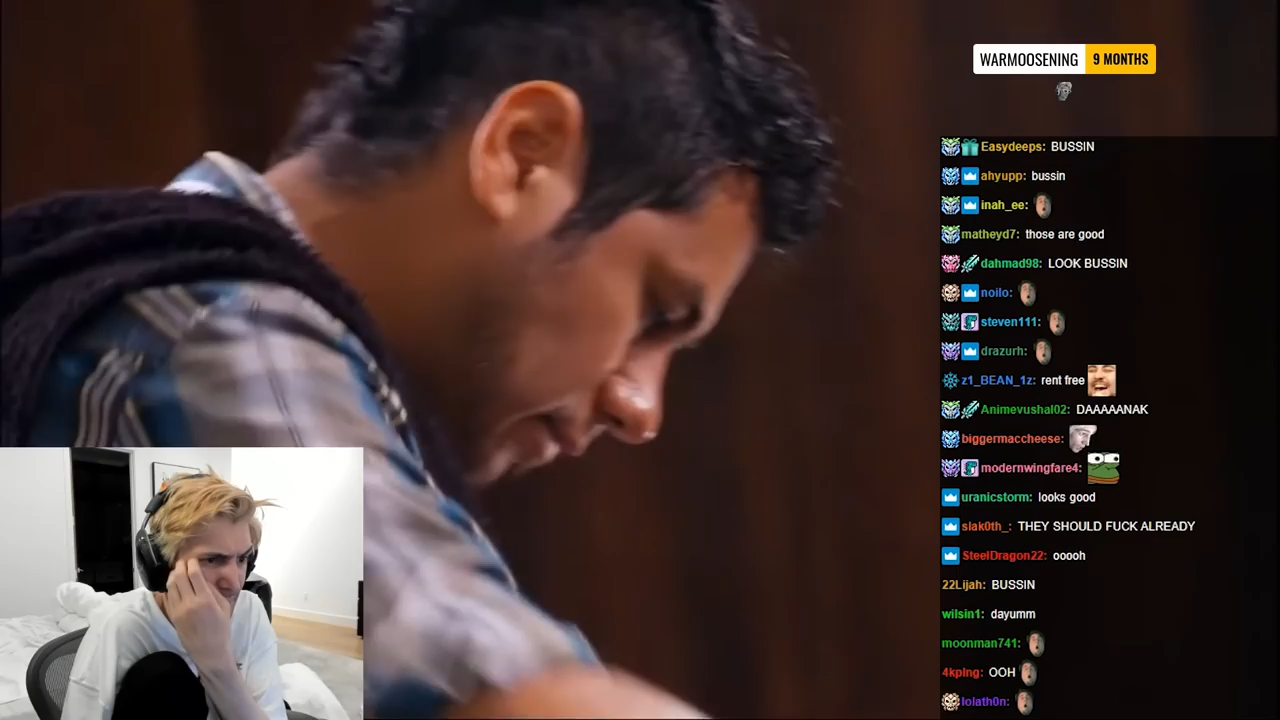 WARMOOSENING 9 MONTHS
Easydeeps: BUSSIN
ahyupp: bussin
inah_ee:
matheyd7: those are good
dahmad98: LOOK BUSSIN
noilo:
steven111:
drazurh:
z1_BEAN_1z: rent free
Animevushal02: DAAAAANAK
biggermaccheese:
modernwingfare4:
uranicstorm: looks good
slak0th_: THEY SHOULD FUCK ALREADY
SteelDragon22: ooooh
22Lijah: BUSSIN
wilsin1: dayumm
moonman741:
4kplng: OOH
lolath0n: